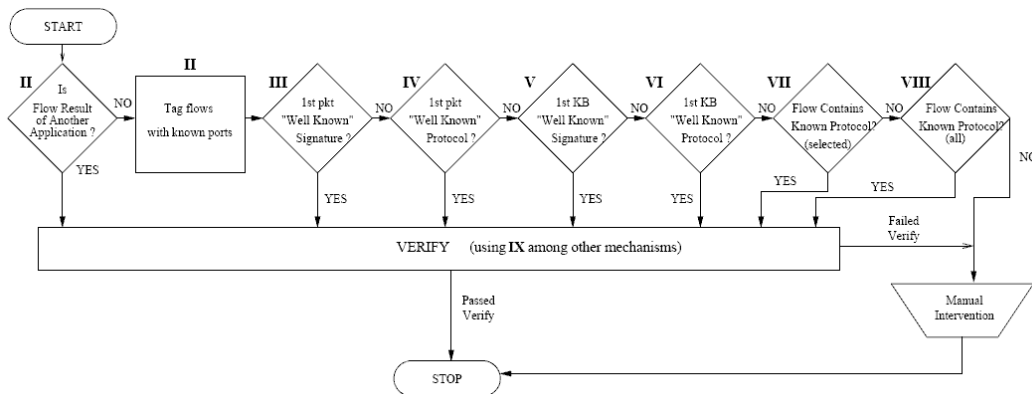 START
II
Is
Flow Result
of Another
Application ?
NO
YES
II
Tag flows
with known ports
III
1st pkt
"Well Known"
Signature ?
NO
YES
IV
1st pkt
"Well Known"
Protocol ?
NO
YES
V
1st KB
"Well Known"
Signature ?
NO
YES
VI
1st KB
"Well Known"
Protocol ?
NO
YES
VII
Flow Contains
Known Protocol?
(selected)
NO
YES
VIII
Flow Contains
Known Protocol?
(all)
NO
YES
VERIFY (using IX among other mechanisms)
Failed
Verify
Passed
Verify
Manual
Intervention
STOP